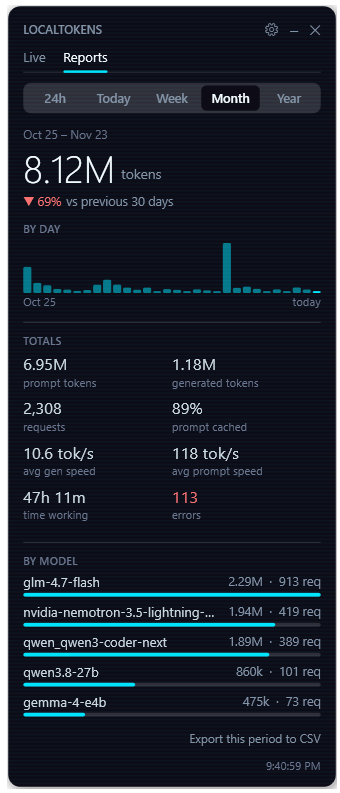 LOCALTOKENS
Live Reports
24h Today Week Month Year
Oct 25 – Nov 23
8.12M tokens
▼ 69% vs previous 30 days
BY DAY
Oct 25 today
TOTALS
6.95M 1.18M
prompt tokens generated tokens
2,308 89%
requests prompt cached
10.6 tok/s 118 tok/s
avg gen speed avg prompt speed
47h 11m 113
time working errors
BY MODEL
glm-4.7-flash 2.29M · 913 req
nvidia-nemotron-3.5-lightning-... 1.94M · 419 req
qwen_qwen3-coder-next 1.89M · 389 req
qwen3.8-27b 860k · 101 req
gemma-4-e4b 475k · 73 req
Export this period to CSV
9:40:59 PM